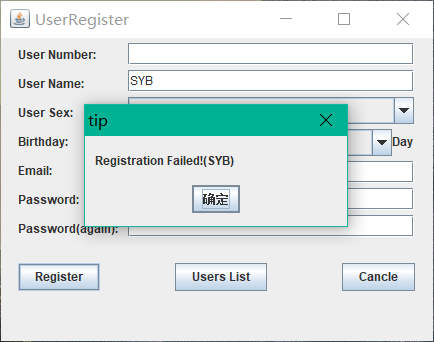 UserRegister
User Number:
User Name: SYB
User Sex:
Birthday: Day
Email:
Password:
Password(again):
tip
Registration Failed!(SYB)
确定
Register Users List Cancle